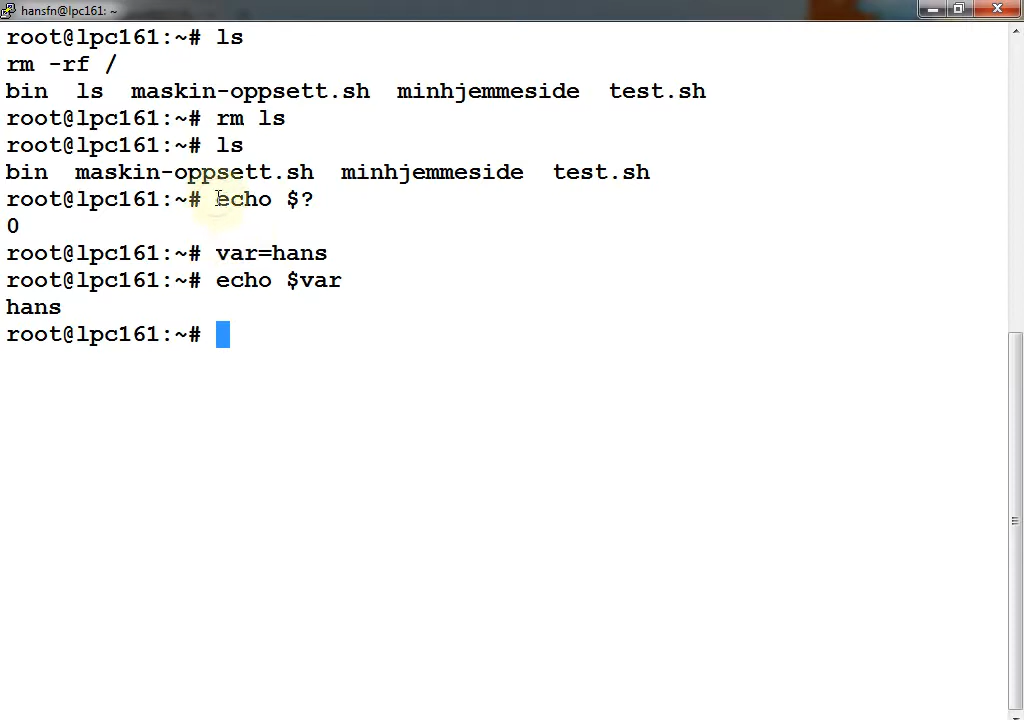 hansfn@lpc161: ~
root@lpc161:~# ls
rm -rf /
bin  ls  maskin-oppsett.sh  minhjemmeside  test.sh
root@lpc161:~# rm ls
root@lpc161:~# ls
bin  maskin-oppsett.sh  minhjemmeside  test.sh
root@lpc161:~# echo $?
0
root@lpc161:~# var=hans
root@lpc161:~# echo $var
hans
root@lpc161:~#